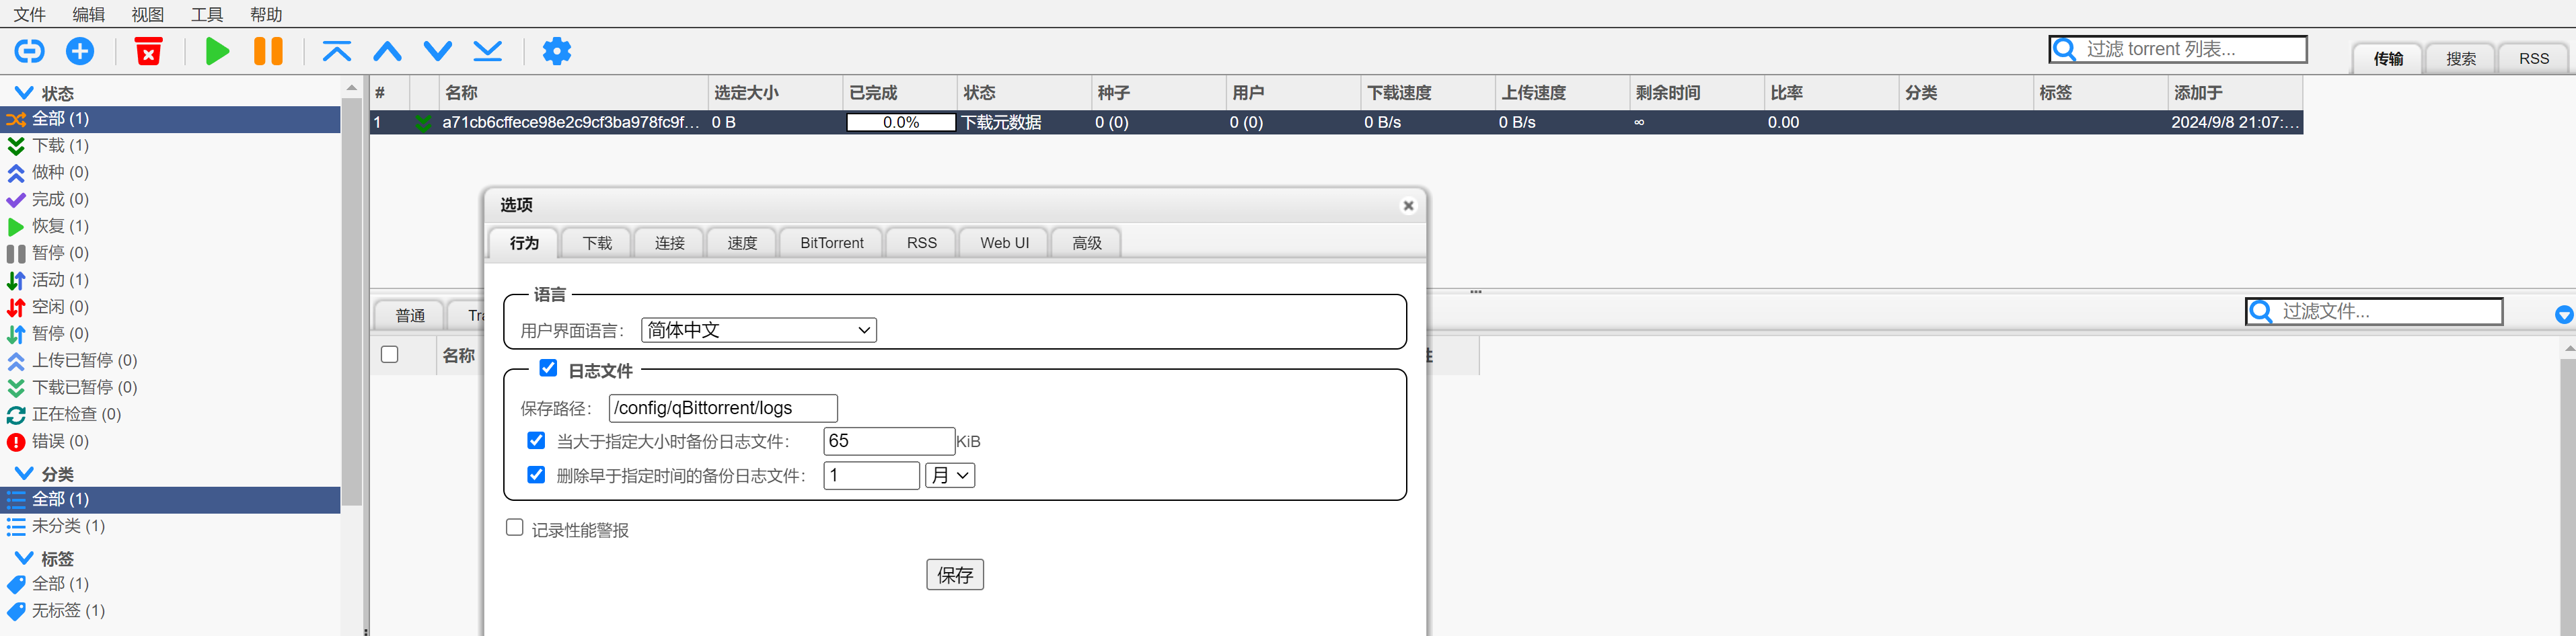 文件 编辑 视图 工具 帮助
过滤 torrent 列表...
传输 搜索 RSS
状态
全部 (1)
下载 (1)
做种 (0)
完成 (0)
恢复 (1)
暂停 (0)
活动 (1)
空闲 (0)
暂停 (0)
上传已暂停 (0)
下载已暂停 (0)
正在检查 (0)
错误 (0)
分类
全部 (1)
未分类 (1)
标签
全部 (1)
无标签 (1)
# 名称 选定大小 已完成 状态 种子 用户 下载速度 上传速度 剩余时间 比率 分类 标签 添加于
1 a71cb6cffece98e2c9cf3ba978fc9f... 0 B 0.0% 下载元数据 0 (0) 0 (0) 0 B/s 0 B/s ∞ 0.00 2024/9/8 21:07:...
选项
行为 下载 连接 速度 BitTorrent RSS Web UI 高级
语言
用户界面语言： 简体中文
日志文件
保存路径： /config/qBittorrent/logs
当大于指定大小时备份日志文件： 65 KiB
删除早于指定时间的备份日志文件： 1 月
记录性能警报
保存
普通 Tra
过滤文件...
名称